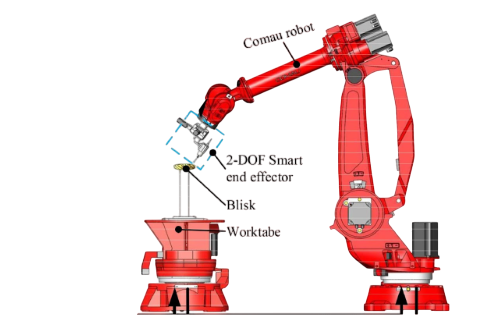 Comau robot
2-DOF Smart
end effector
Blisk
Worktabe